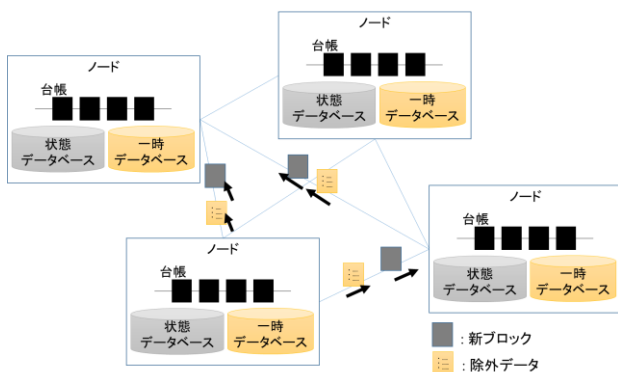 ノード
台帳
状態
データベース
一時
データベース
ノード
台帳
状態
データベース
一時
データベース
ノード
台帳
状態
データベース
一時
データベース
ノード
台帳
状態
データベース
一時
データベース
: 新ブロック
: 除外データ